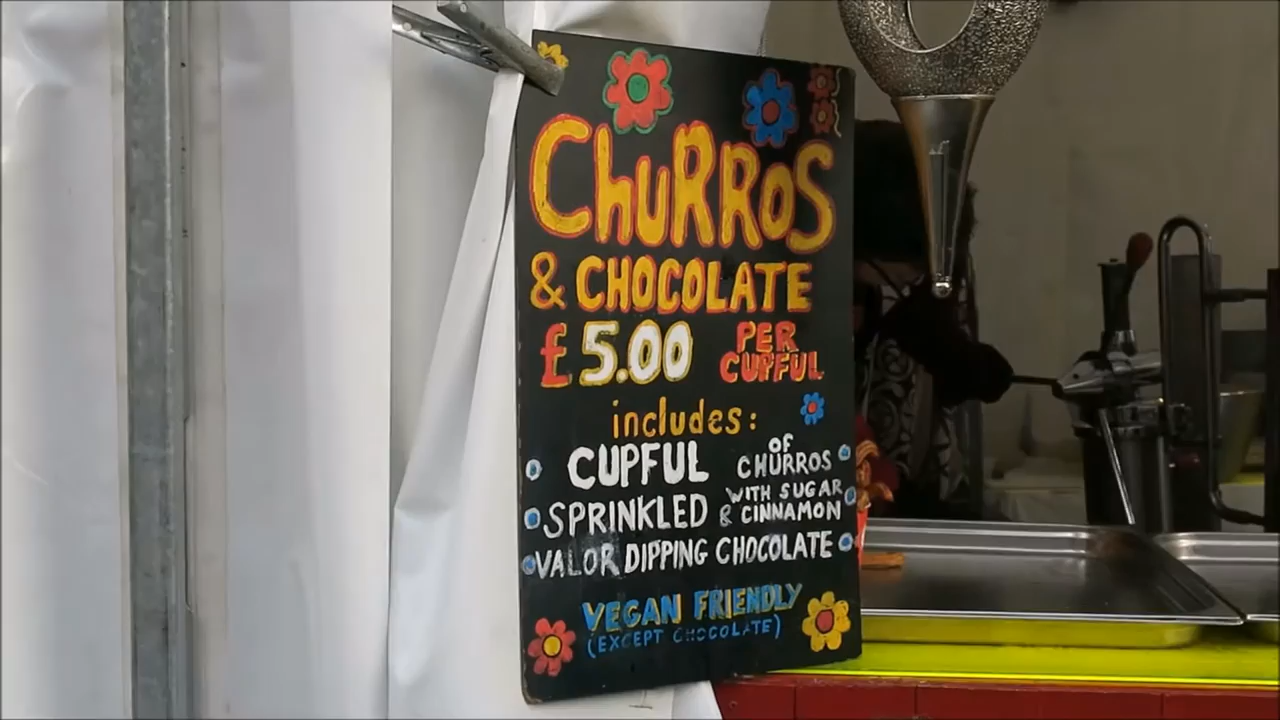 ChuRRoS
& CHOCOLATE
£5.00 PER CUPFUL
includes:
CUPFUL OF CHURROS
SPRINKLED WITH SUGAR & CINNAMON
VALOR DIPPING CHOCOLATE
VEGAN FRIENDLY
(EXCEPT CHOCOLATE)